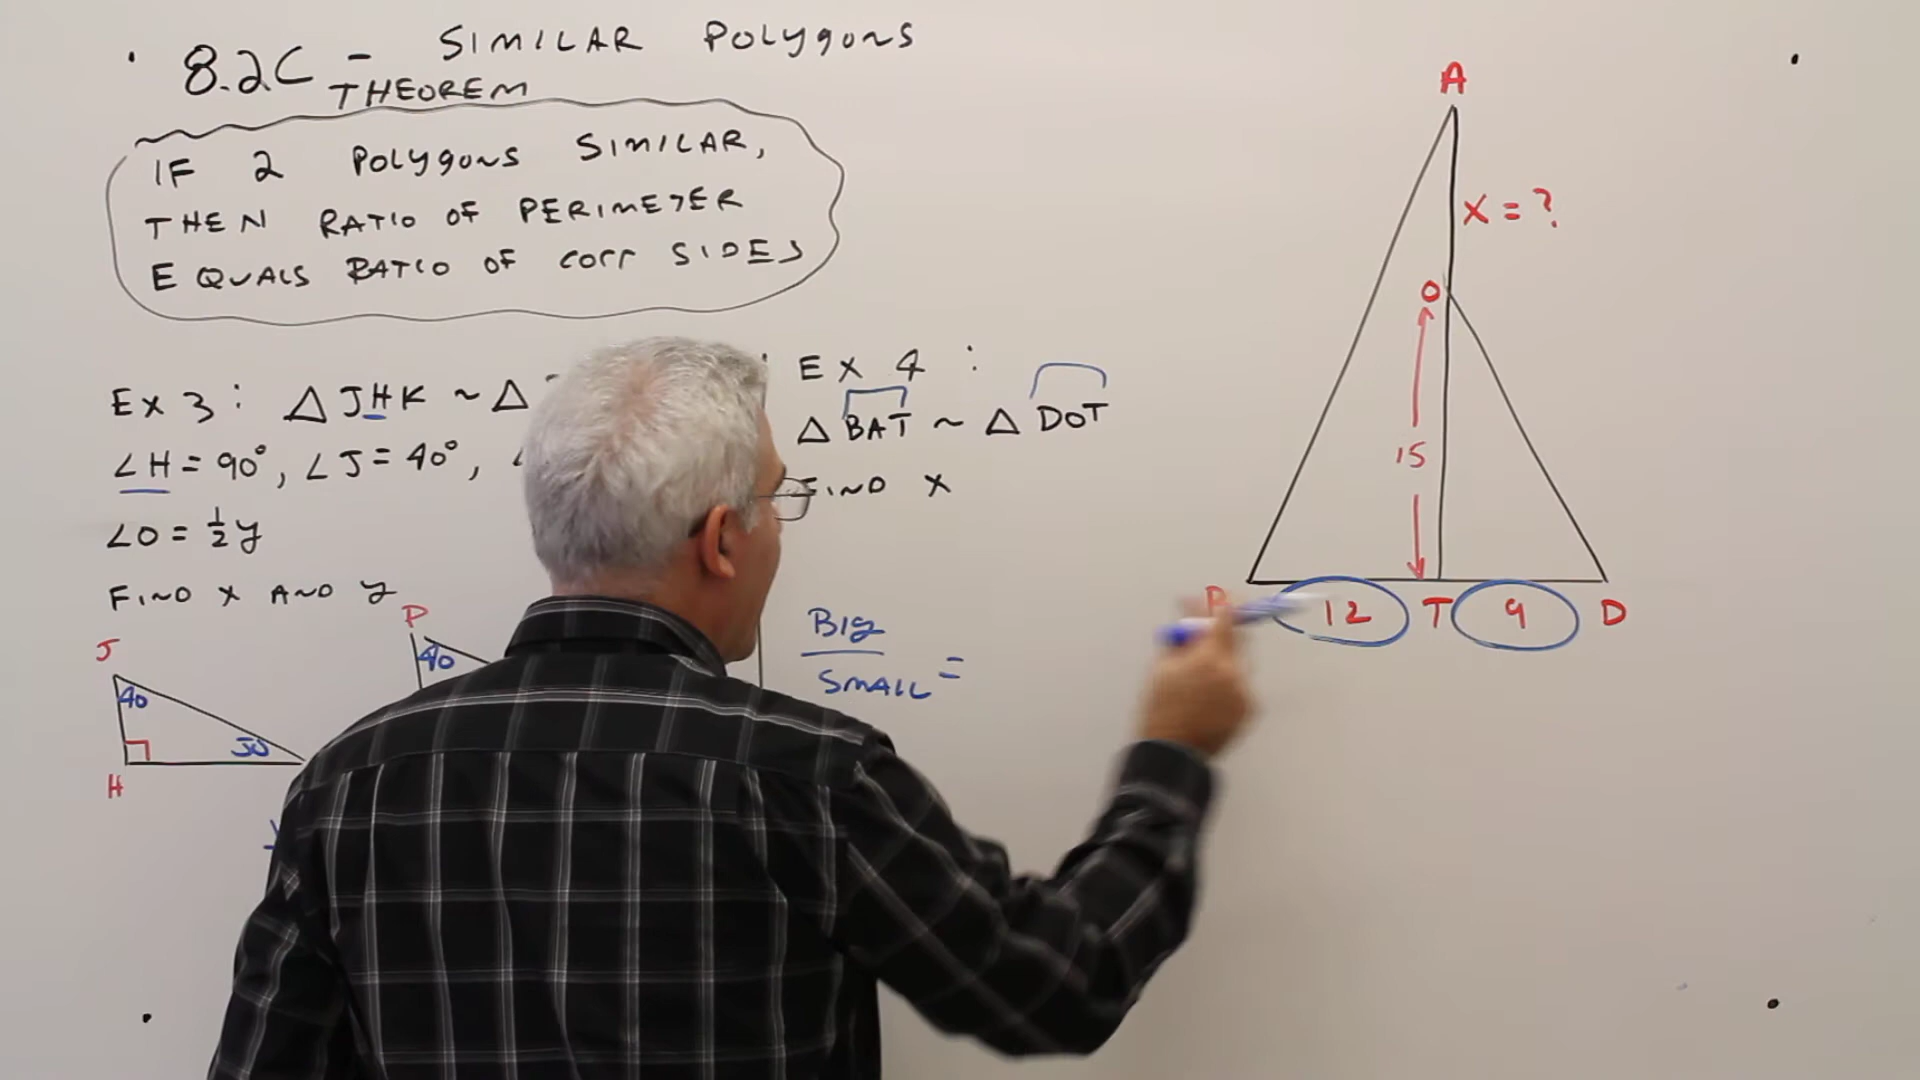 8.2C - SIMILAR POLYGONS
THEOREM
IF 2 POLYGONS SIMILAR,
THEN RATIO OF PERIMETER
EQUALS RATIO OF CORR SIDES
EX 3: △JHK ~ △
∠H = 90°, ∠J = 40°,
∠O = ½y
FIND X AND Y
J
40
50
H
P
40
EX 4:
△BAT ~ △DOT
FIND X
BIG
SMALL =
A
X = ?
O
15
12 T 9 D